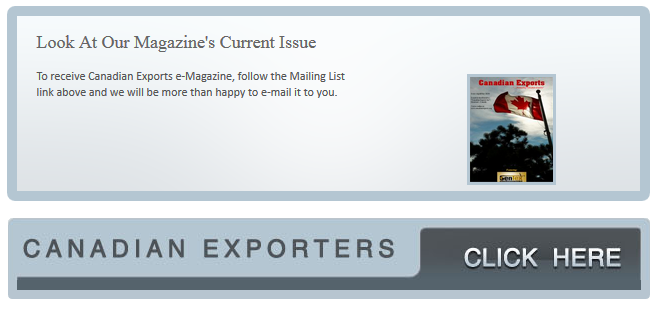 Look At Our Magazine's Current Issue
To receive Canadian Exports e-Magazine, follow the Mailing List
link above and we will be more than happy to e-mail it to you.
Canadian Exports
CANADIAN EXPORTERS
CLICK HERE